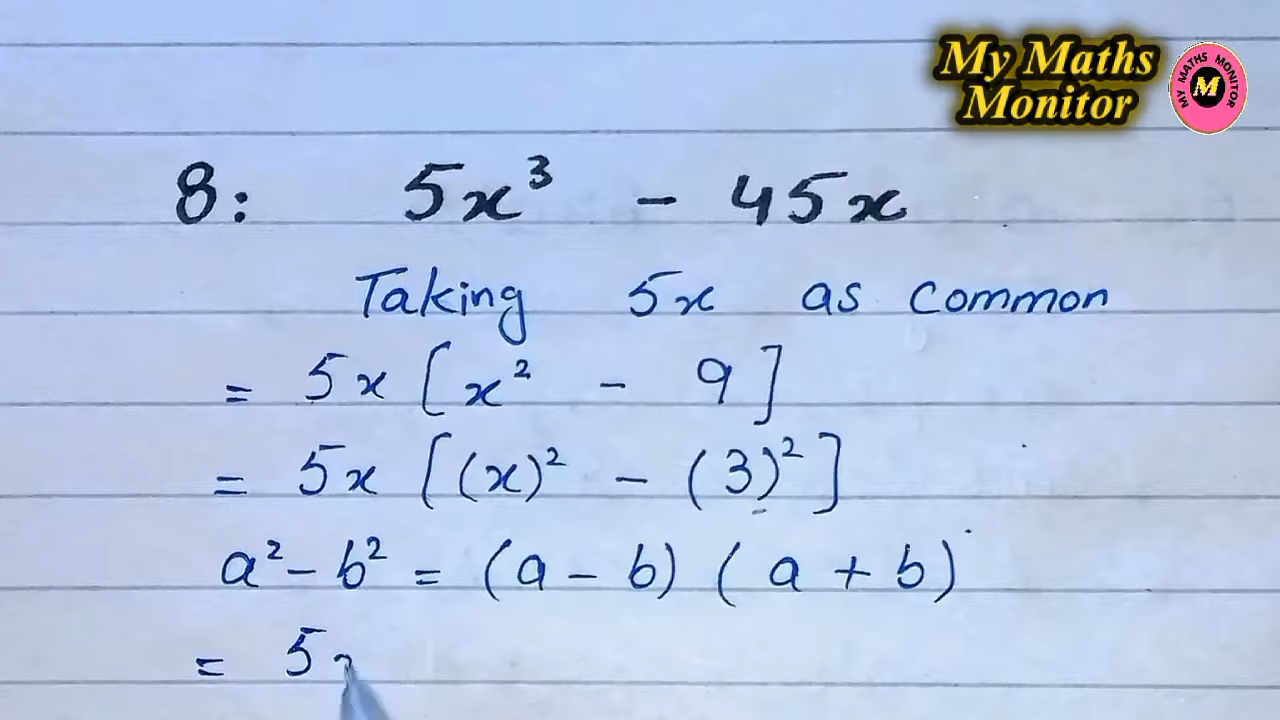 My Maths
Monitor
MY MATHS MONITOR
M
8: 5x³ - 45x
Taking 5x as common
= 5x [x² - 9]
= 5x [(x)² - (3)²]
a² - b² = (a - b) (a + b)
= 5x